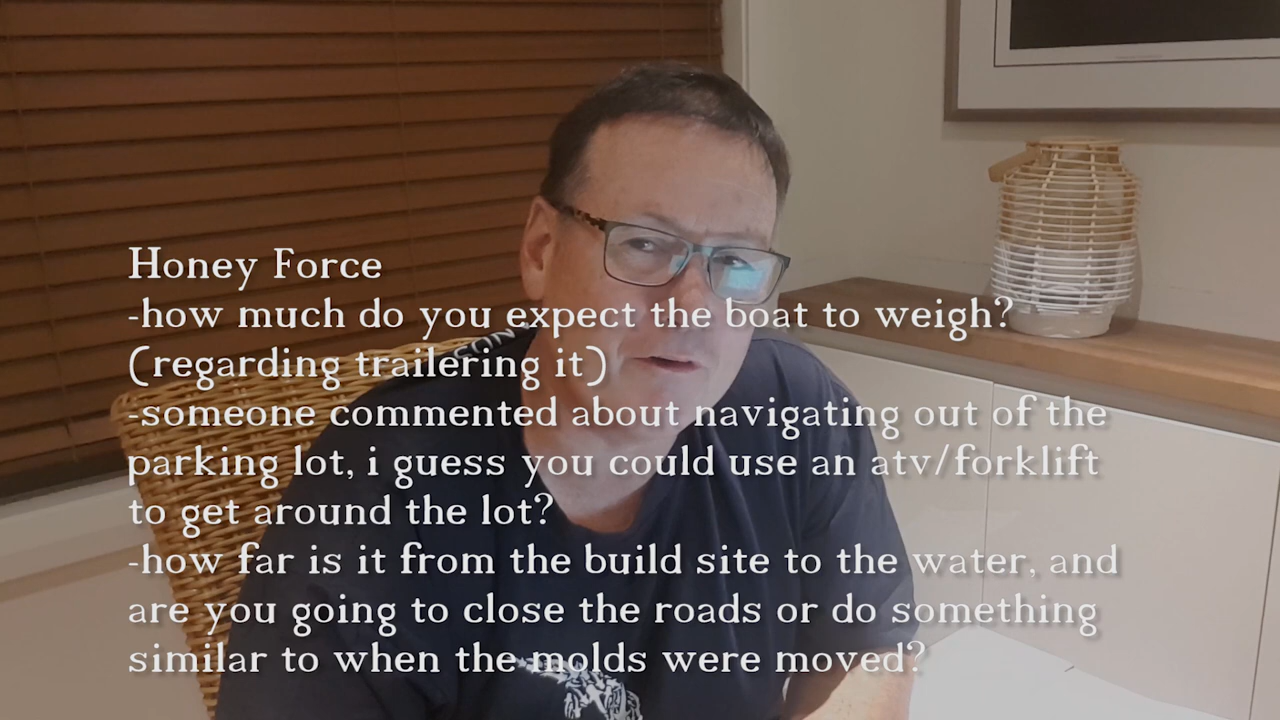 Honey Force
-how much do you expect the boat to weigh?
(regarding trailering it)
-someone commented about navigating out of the
parking lot, i guess you could use an atv/forklift
to get around the lot?
-how far is it from the build site to the water, and
are you going to close the roads or do something
similar to when the molds were moved?